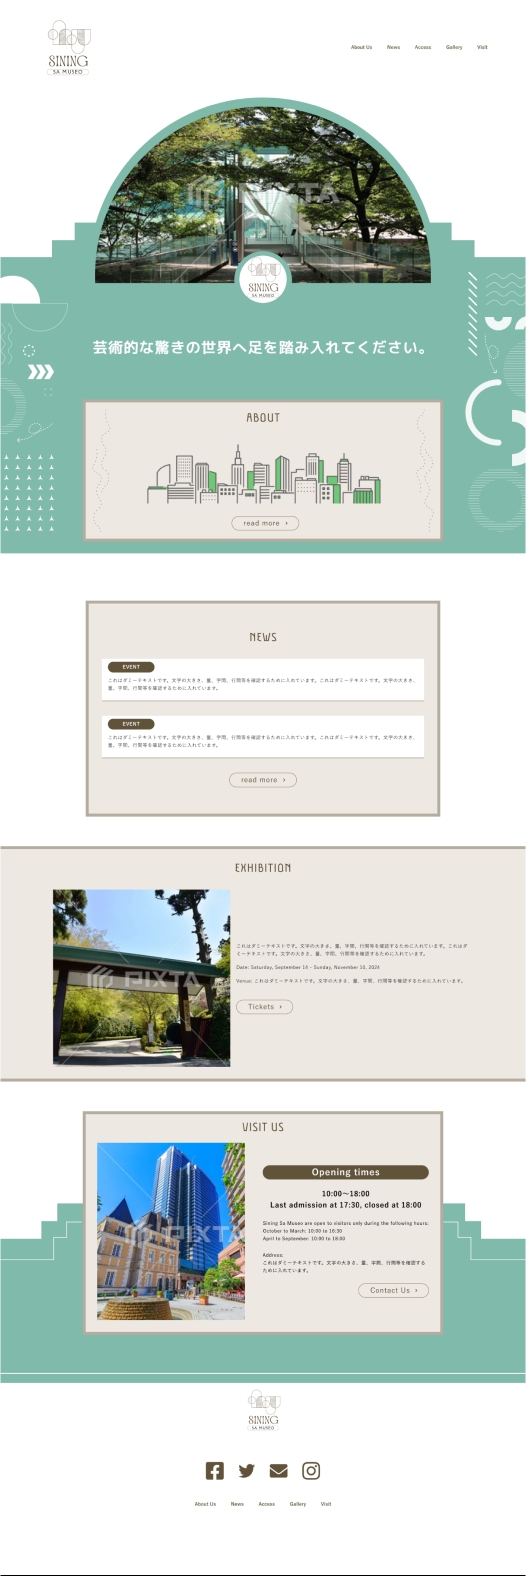 SINING
SA MUSEO
About Us News Access Gallery Visit
PIXTA
SINING
SA MUSEO
芸術的な驚きの世界へ足を踏み入れてください。
ABOUT
read more ›
NEWS
EVENT
これはダミーテキストです。文字の大きさ、量、字間、行間等を確認するために入れています。これはダミーテキストです。文字の大きさ、
量、字間、行間等を確認するために入れています。
EVENT
これはダミーテキストです。文字の大きさ、量、字間、行間等を確認するために入れています。これはダミーテキストです。文字の大きさ、
量、字間、行間等を確認するために入れています。
read more ›
EXHIBITION
PIXTA
これはダミーテキストです。文字の大きさ、量、字間、行間等を確認するために入れています。これはダ
ミーテキストです。文字の大きさ、量、字間、行間等を確認するために入れています。
Date: Saturday, September 14 - Sunday, November 10, 2024
Venue: これはダミーテキストです。文字の大きさ、量、字間、行間等を確認するために入れています。
Tickets ›
VISIT US
PIXTA
Opening times
10:00～18:00
Last admission at 17:30, closed at 18:00
Sining Sa Museo are open to visitors only during the following hours:
October to March: 10:00 to 16:30
April to September: 10:00 to 18:00
Address:
これはダミーテキストです。文字の大きさ、量、字間、行間等を確認する
ために入れています。
Contact Us ›
SINING
SA MUSEO
About Us News Access Gallery Visit